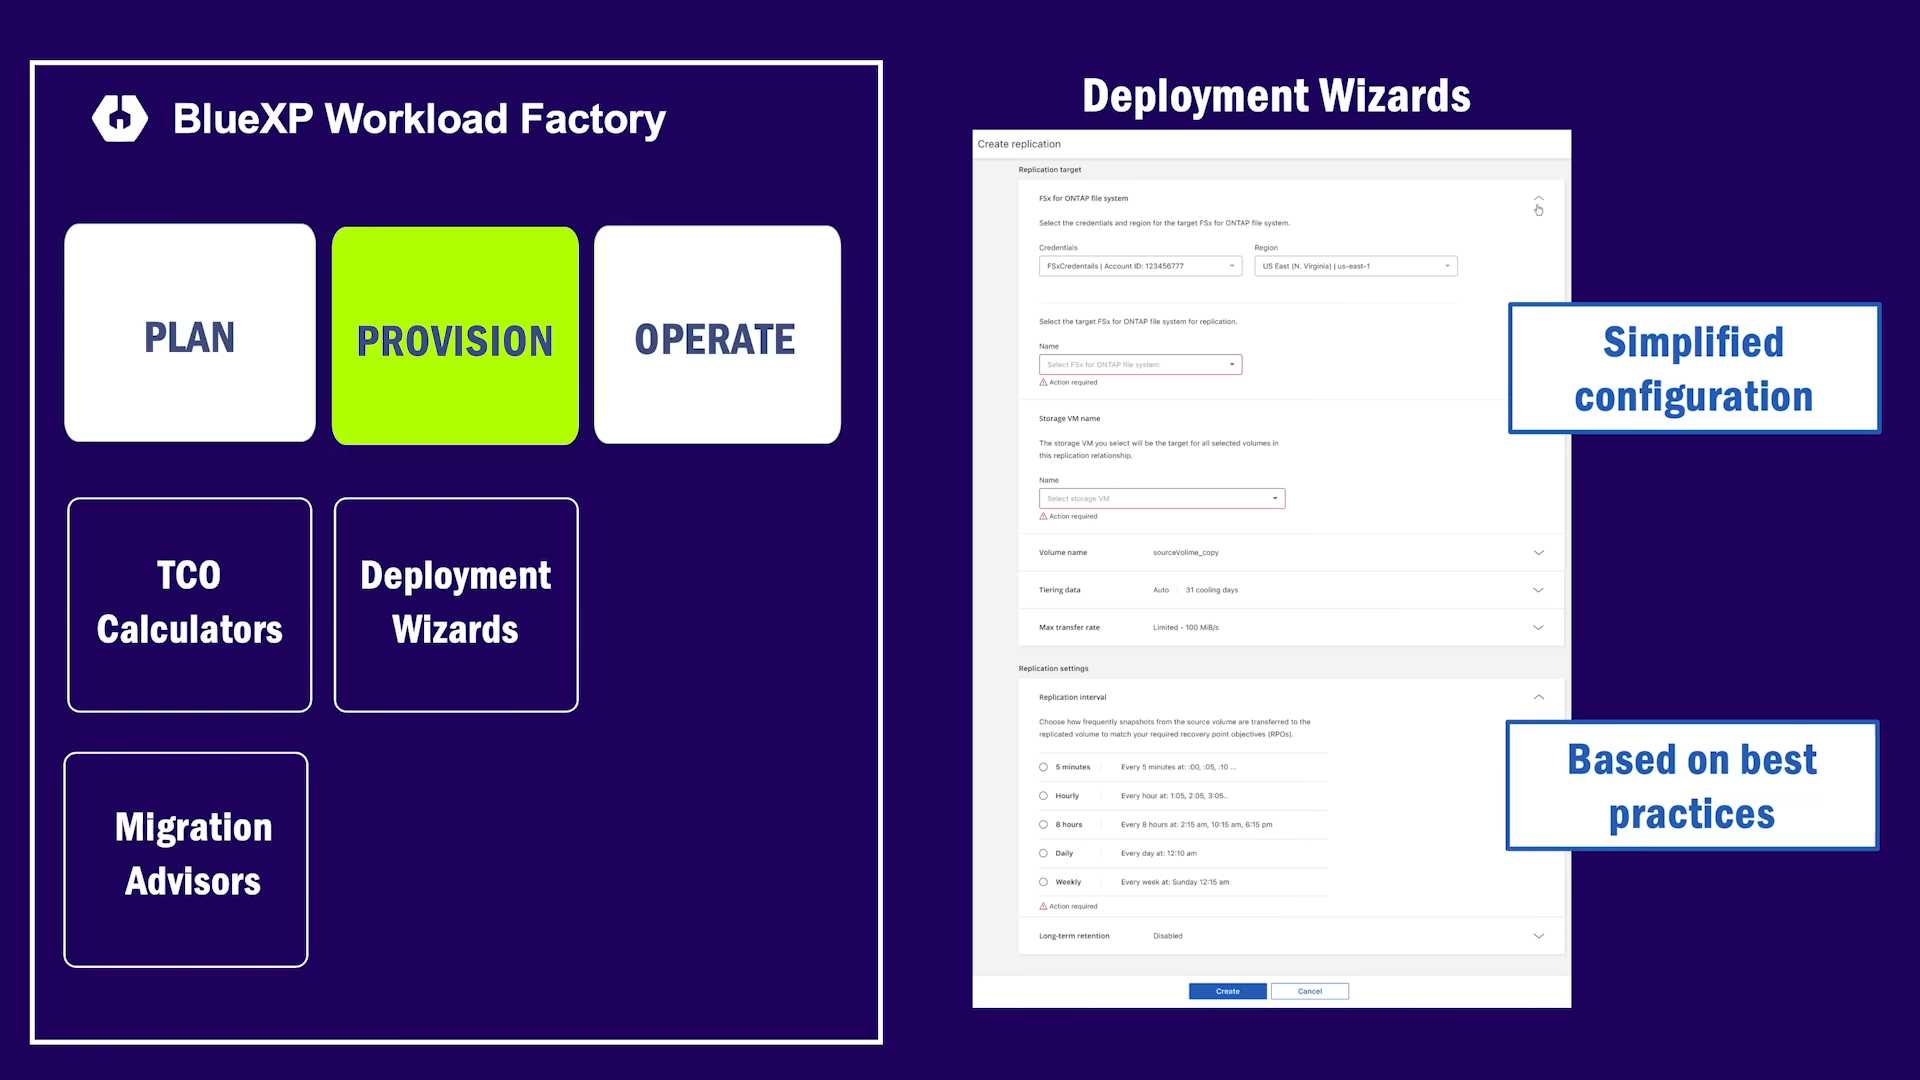 BlueXP Workload Factory
PLAN
PROVISION
OPERATE
TCO
Calculators
Deployment
Wizards
Migration
Advisors
Deployment Wizards
Create replication
Replication target
FSx for ONTAP file system
Select the credentials and region for the target FSx for ONTAP file system.
Credentials
Region
FSxCredentails | Account ID: 123456777
US East (N. Virginia) | us-east-1
Select the target FSx for ONTAP file system for replication.
Name
Select FSx for ONTAP file system
Action required
Storage VM name
The storage VM you select will be the target for all selected volumes in
this replication relationship.
Name
Select storage VM
Action required
Volume name sourceVolime_copy
Tiering data Auto | 31 cooling days
Max transfer rate Limited - 100 MiB/s
Replication settings
Replication interval
Choose how frequently snapshots from the source volume are transferred to the
replicated volume to match your required recovery point objectives (RPOs).
5 minutes Every 5 minutes at: :00, :05, :10 ...
Hourly Every hour at: 1:05, 2:05, 3:05..
8 hours Every 8 hours at: 2:15 am, 10:15 am, 6:15 pm
Daily Every day at: 12:10 am
Weekly Every week at: Sunday 12:15 am
Action required
Long-term retention Disabled
Create Cancel
Simplified
configuration
Based on best
practices